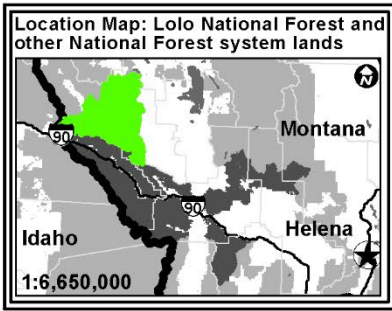 Location Map: Lolo National Forest and
other National Forest system lands
N
90
Montana
90
Helena
Idaho
1:6,650,000